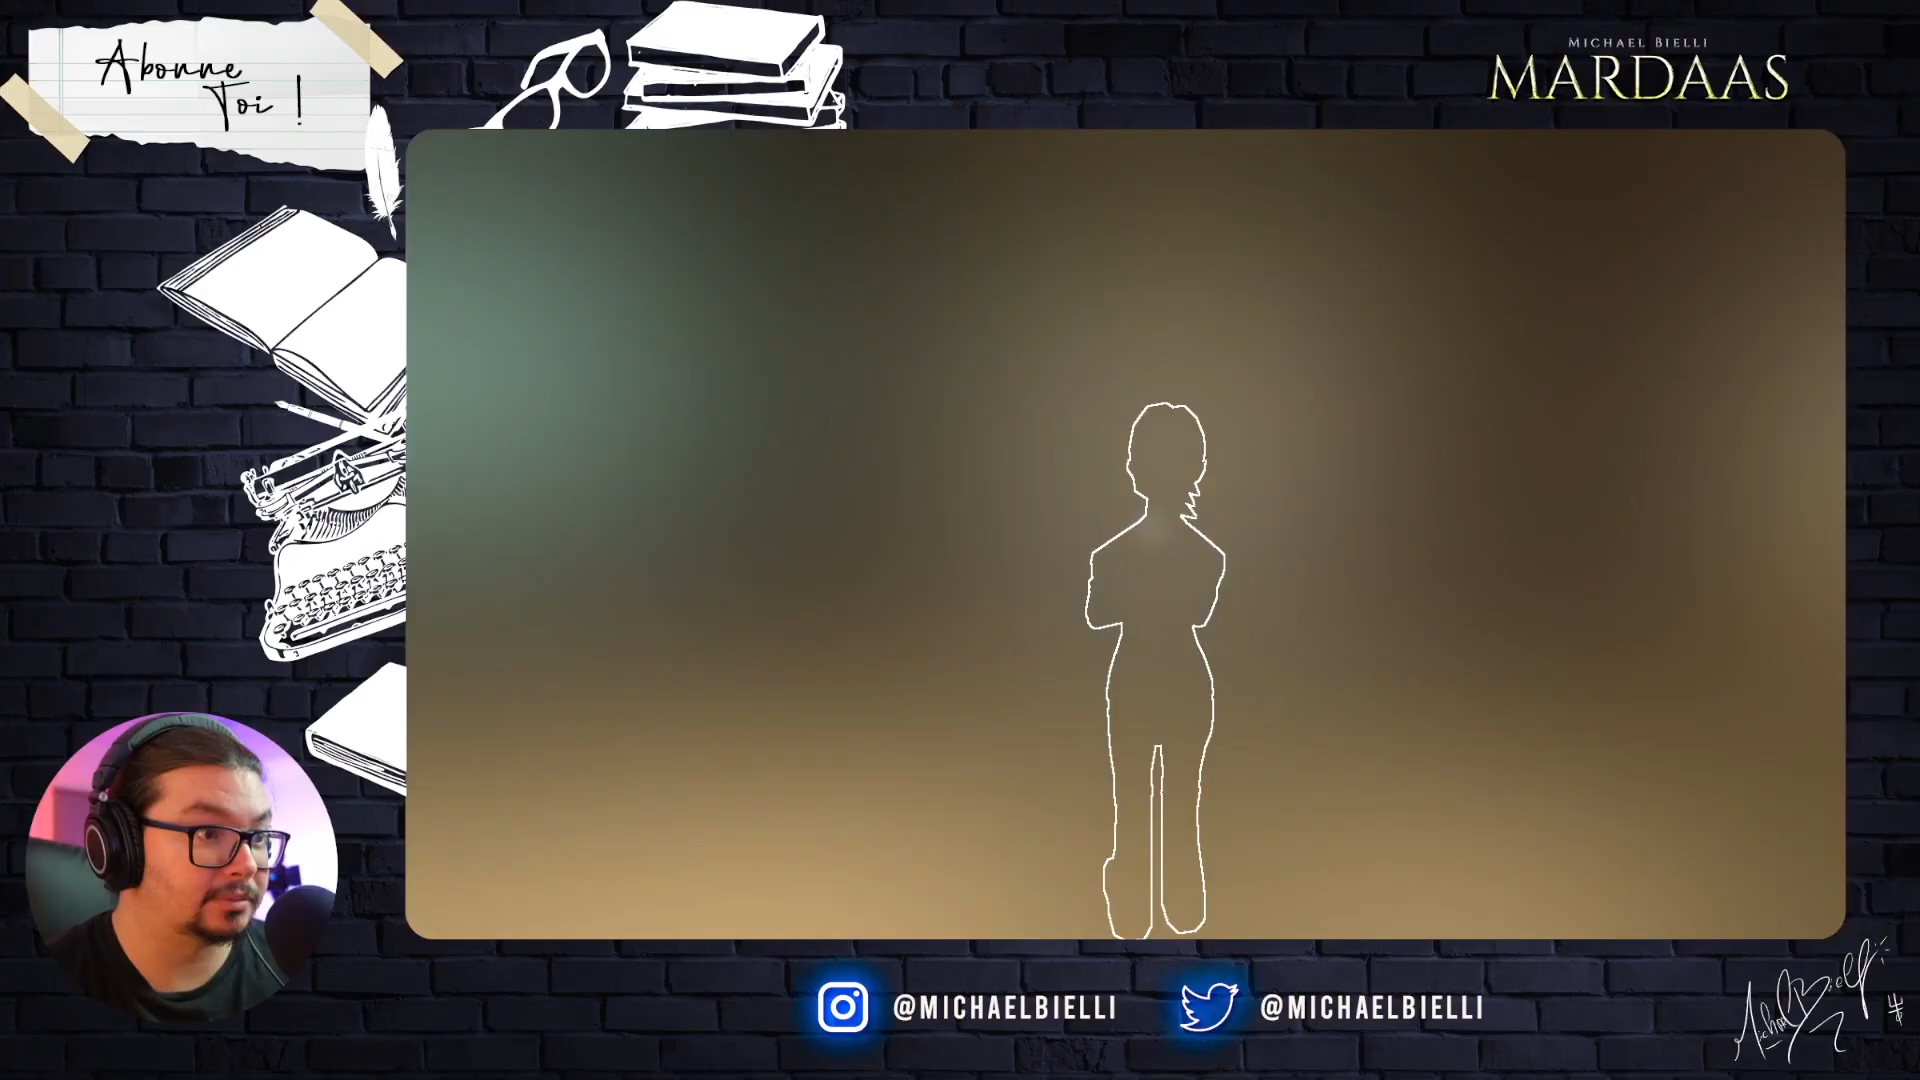 Abonne
Toi !
MICHAEL BIELLI
MARDAAS
@MICHAELBIELLI
@MICHAELBIELLI